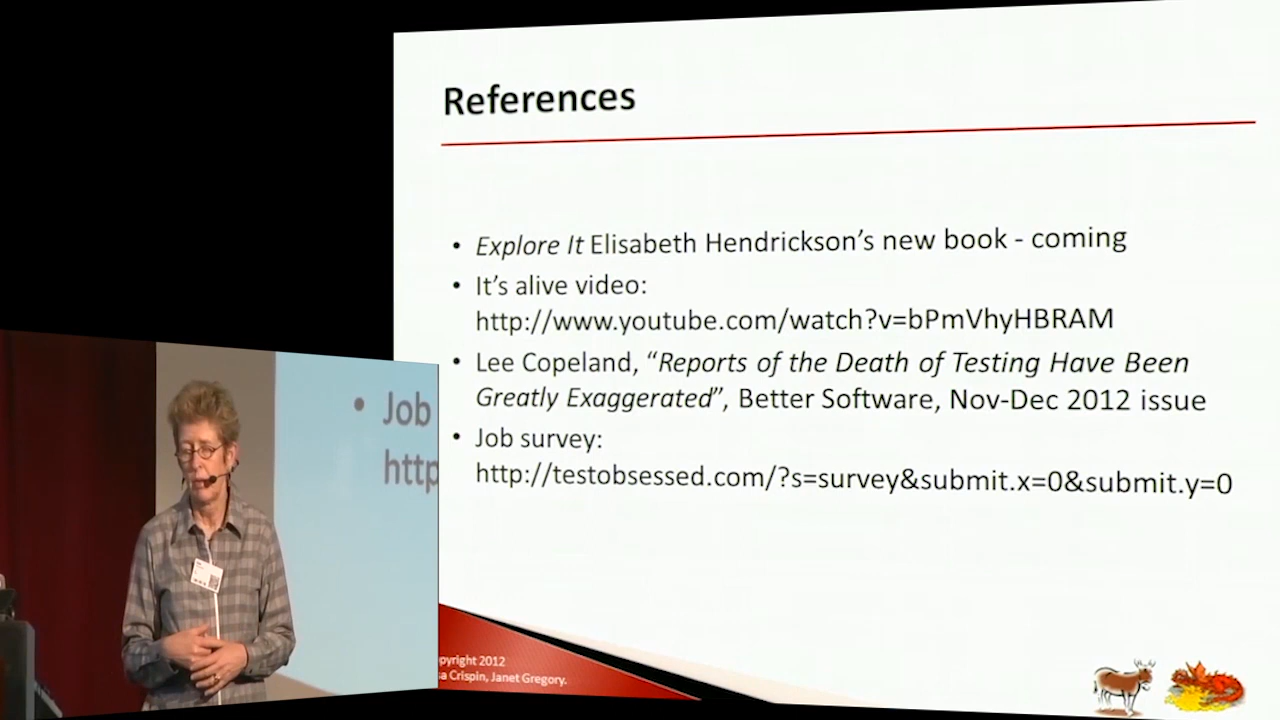 References
• Explore It Elisabeth Hendrickson’s new book - coming
• It’s alive video:
http://www.youtube.com/watch?v=bPmVhyHBRAM
• Lee Copeland, “Reports of the Death of Testing Have Been
Greatly Exaggerated”, Better Software, Nov-Dec 2012 issue
• Job survey:
http://testobsessed.com/?s=survey&submit.x=0&submit.y=0
• Job
http
pyright 2012
sa Crispin, Janet Gregory.